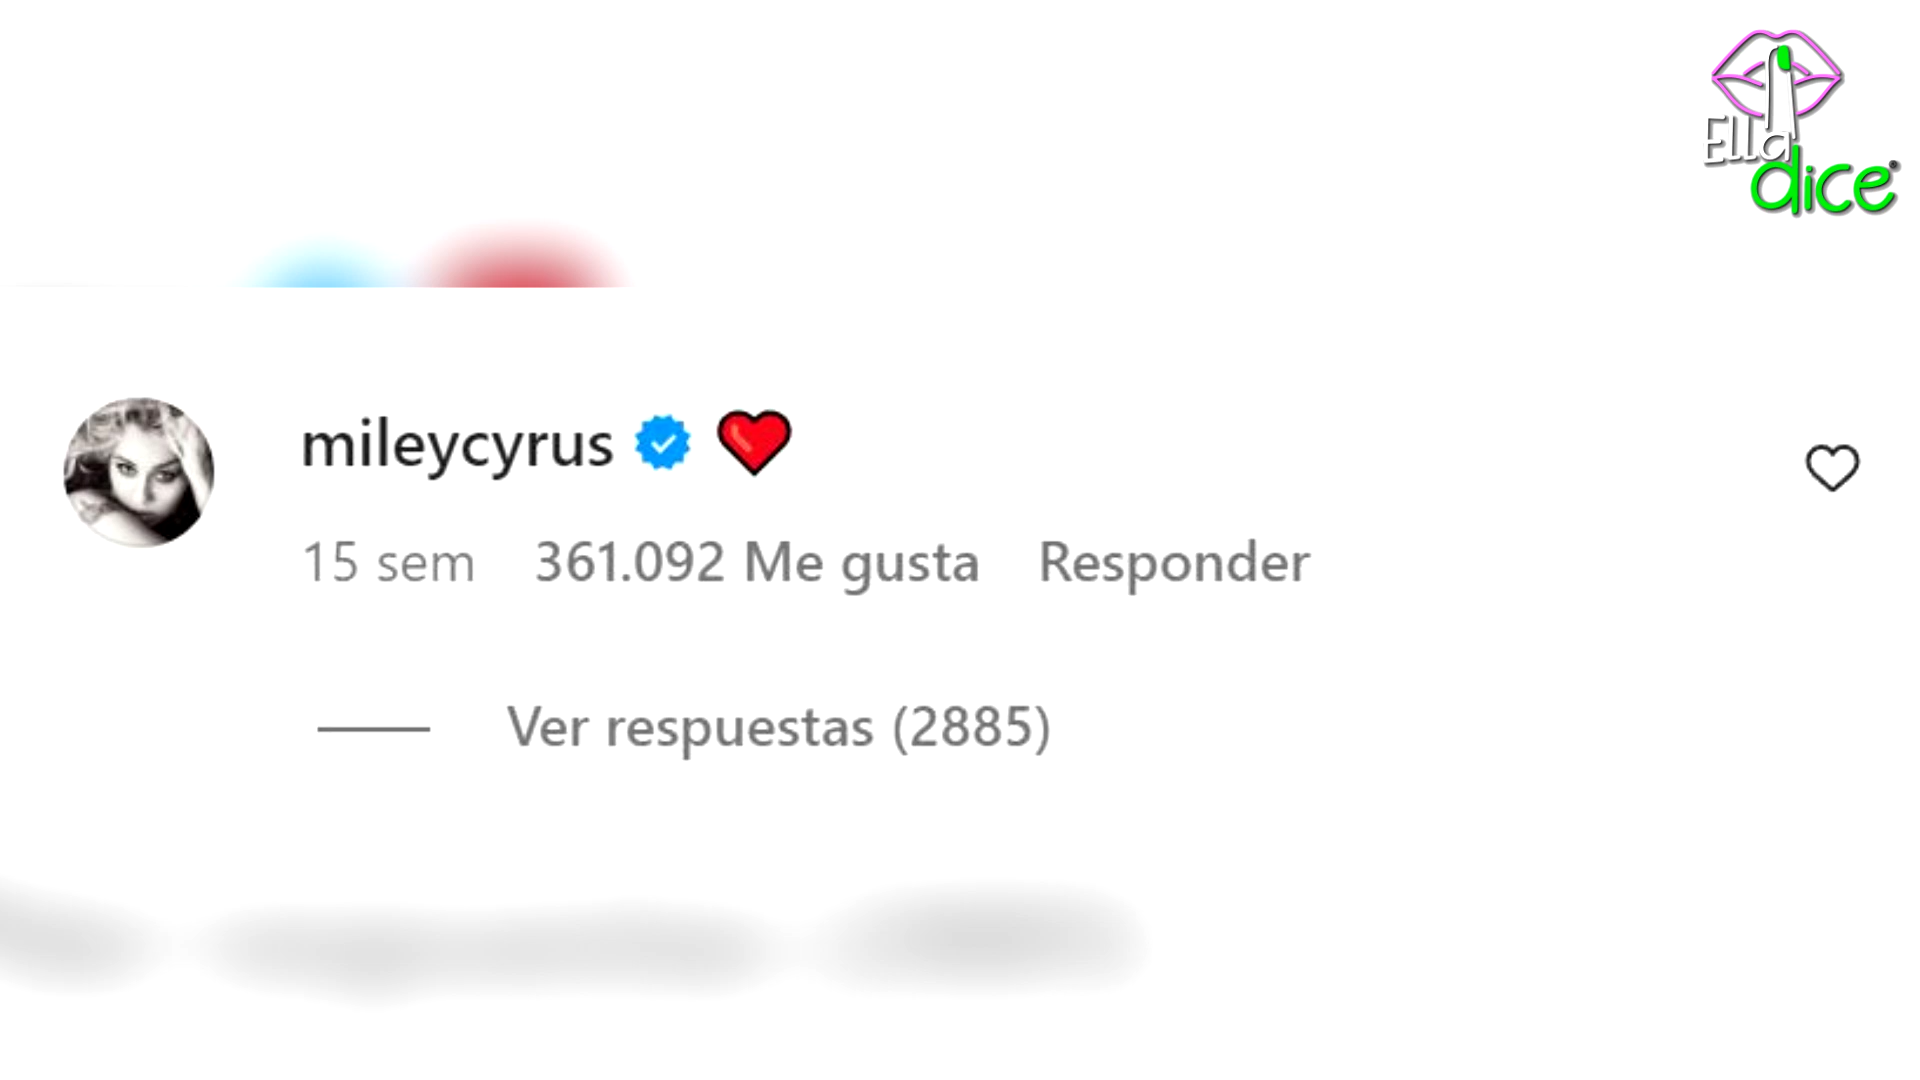 Ella
dice
mileycyrus ❤️
15 sem 361.092 Me gusta Responder
Ver respuestas (2885)